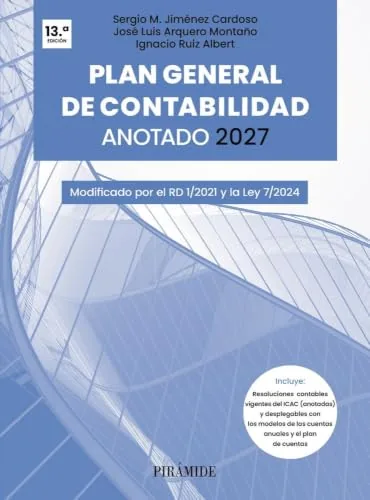 13.ª
EDICIÓN
Sergio M. Jiménez Cardoso
José Luis Arquero Montaño
Ignacio Ruiz Albert
PLAN GENERAL
DE CONTABILIDAD
ANOTADO 2027
Modificado por el RD 1/2021 y la Ley 7/2024
Incluye:
Resoluciones contables
vigentes del ICAC (anotadas)
y desplegables con
los modelos de las cuentas
anuales y el plan
de cuentas
PIRÁMIDE